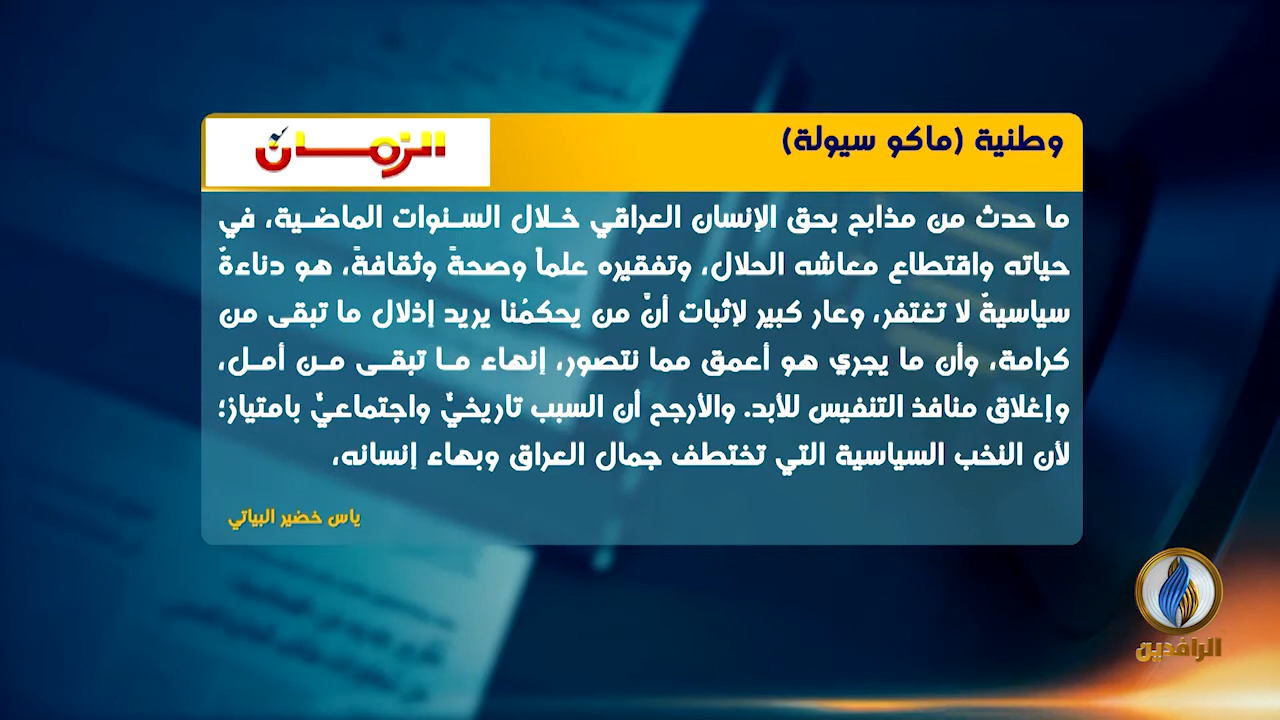 وطنية (ماكو سيولة)
الزمان
ما حدث من مذابح بحق الإنسان العراقي خلال السنوات الماضية، في
حياته واقتطاع معاشه الحلال، وتفقيره علماً وصحةً وثقافةً، هو دناءةٌ
سياسيةٌ لا تغتفر، وعار كبير لإثبات أنَّ من يحكمُنا يريد إذلال ما تبقى من
كرامة، وأن ما يجري هو أعمق مما نتصور، إنهاء ما تبقى من أمل،
وإغلاق منافذ التنفيس للأبد. والأرجح أن السبب تاريخيٌ واجتماعيٌ بامتياز؛
لأن النخب السياسية التي تختطف جمال العراق وبهاء إنسانه،
ياس خضير البياتي
الرافدين